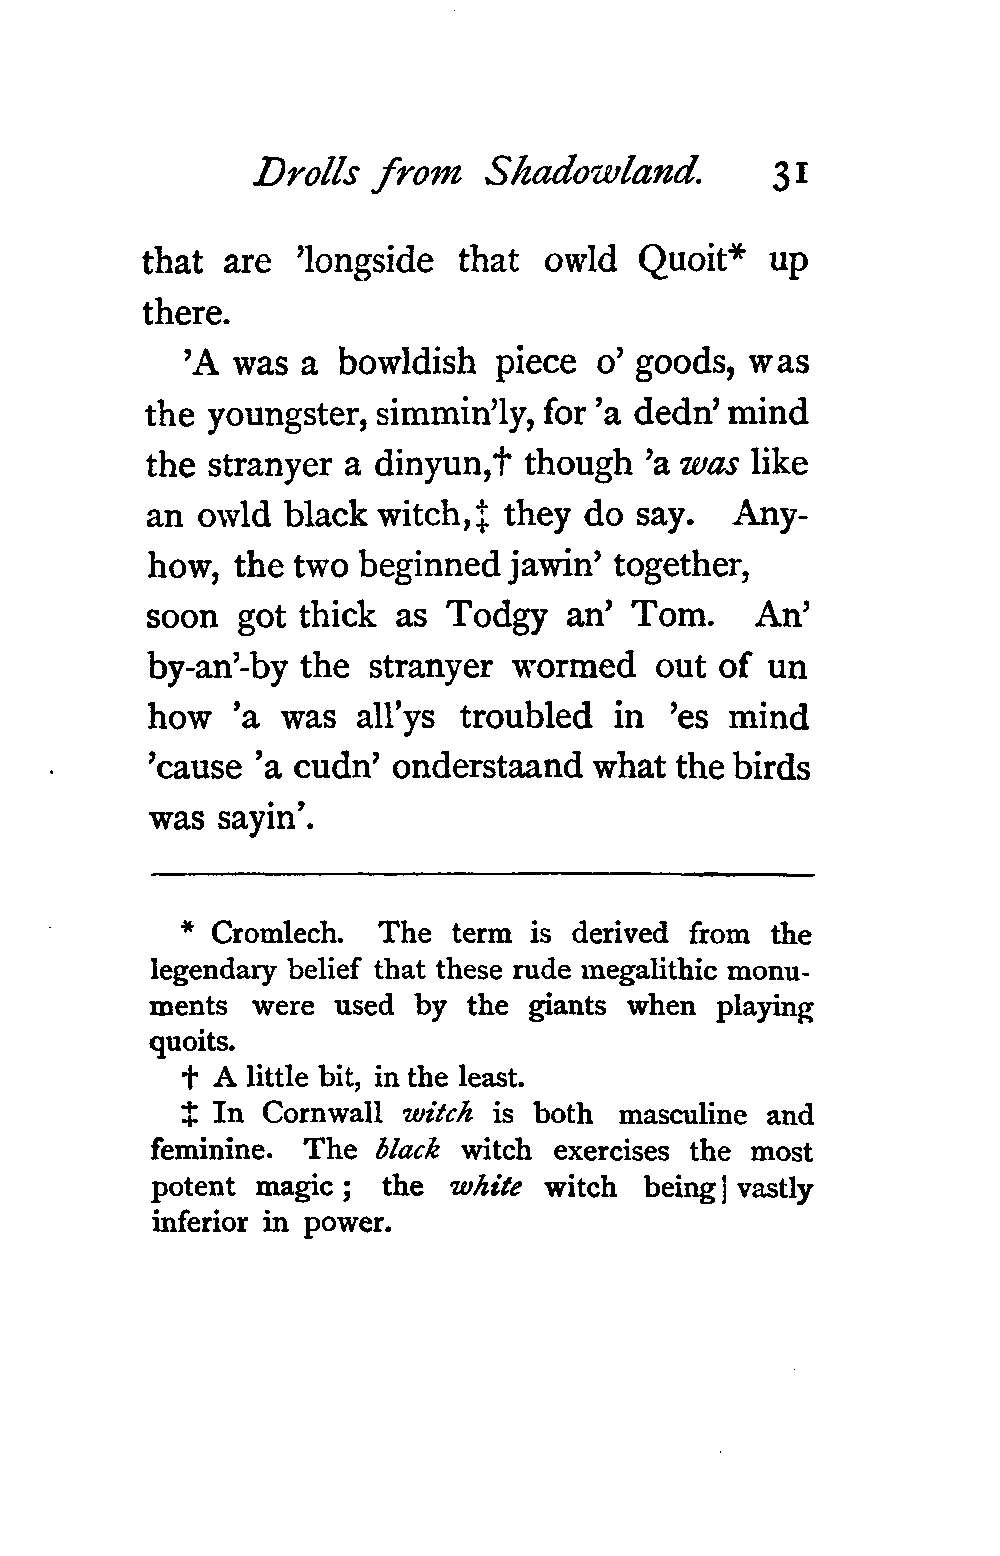 Drolls from Shadowland. 31
that are 'longside that owld Quoit* up
there.
'A was a bowldish piece o' goods, was
the youngster, simmin'ly, for 'a dedn' mind
the stranyer a dinyun,† though 'a was like
an owld black witch,‡ they do say. Any-
how, the two beginned jawin' together,
soon got thick as Todgy an' Tom. An'
by-an'-by the stranyer wormed out of un
how 'a was all'ys troubled in 'es mind
'cause 'a cudn' onderstaand what the birds
was sayin'.
* Cromlech. The term is derived from the
legendary belief that these rude megalithic monu-
ments were used by the giants when playing
quoits.
† A little bit, in the least.
‡ In Cornwall witch is both masculine and
feminine. The black witch exercises the most
potent magic ; the white witch being vastly
inferior in power.